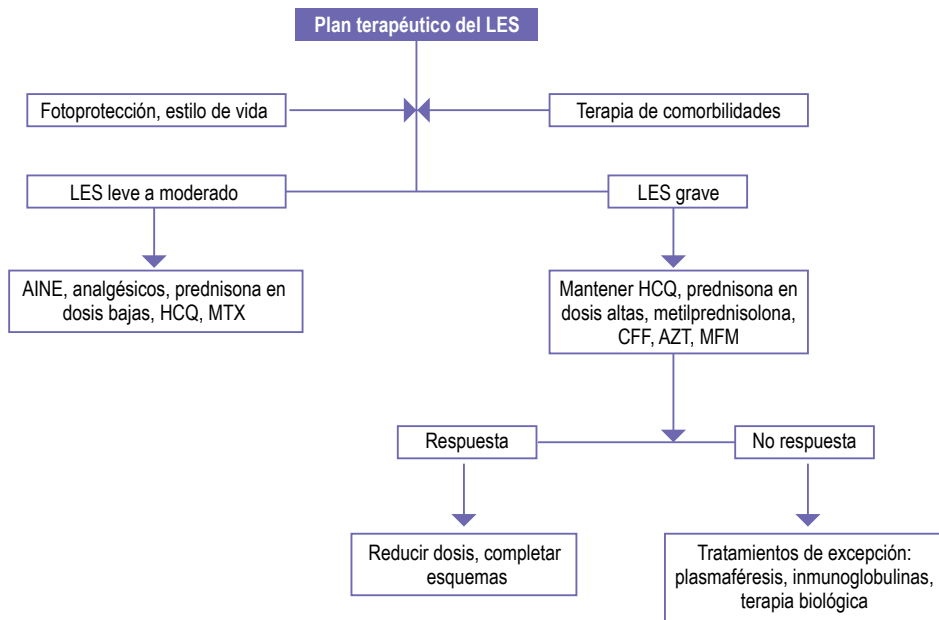 Plan terapéutico del LES
Fotoprotección, estilo de vida
Terapia de comorbilidades
LES leve a moderado
LES grave
AINE, analgésicos, prednisona en
dosis bajas, HCQ, MTX
Mantener HCQ, prednisona en
dosis altas, metilprednisolona,
CFF, AZT, MFM
Respuesta
No respuesta
Reducir dosis, completar
esquemas
Tratamientos de excepción:
plasmaféresis, inmunoglobulinas,
terapia biológica